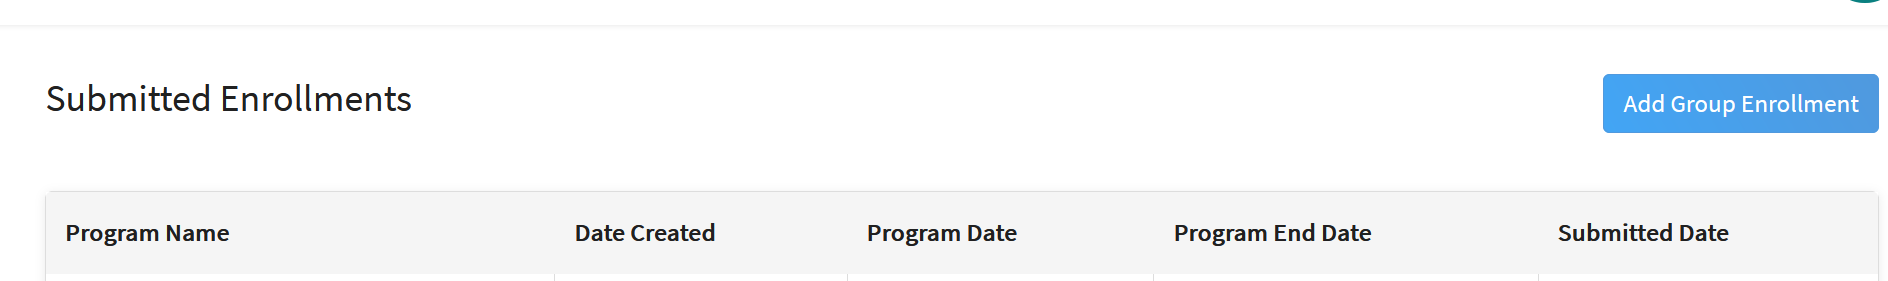 Submitted Enrollments
Add Group Enrollment
Program Name Date Created Program Date Program End Date Submitted Date